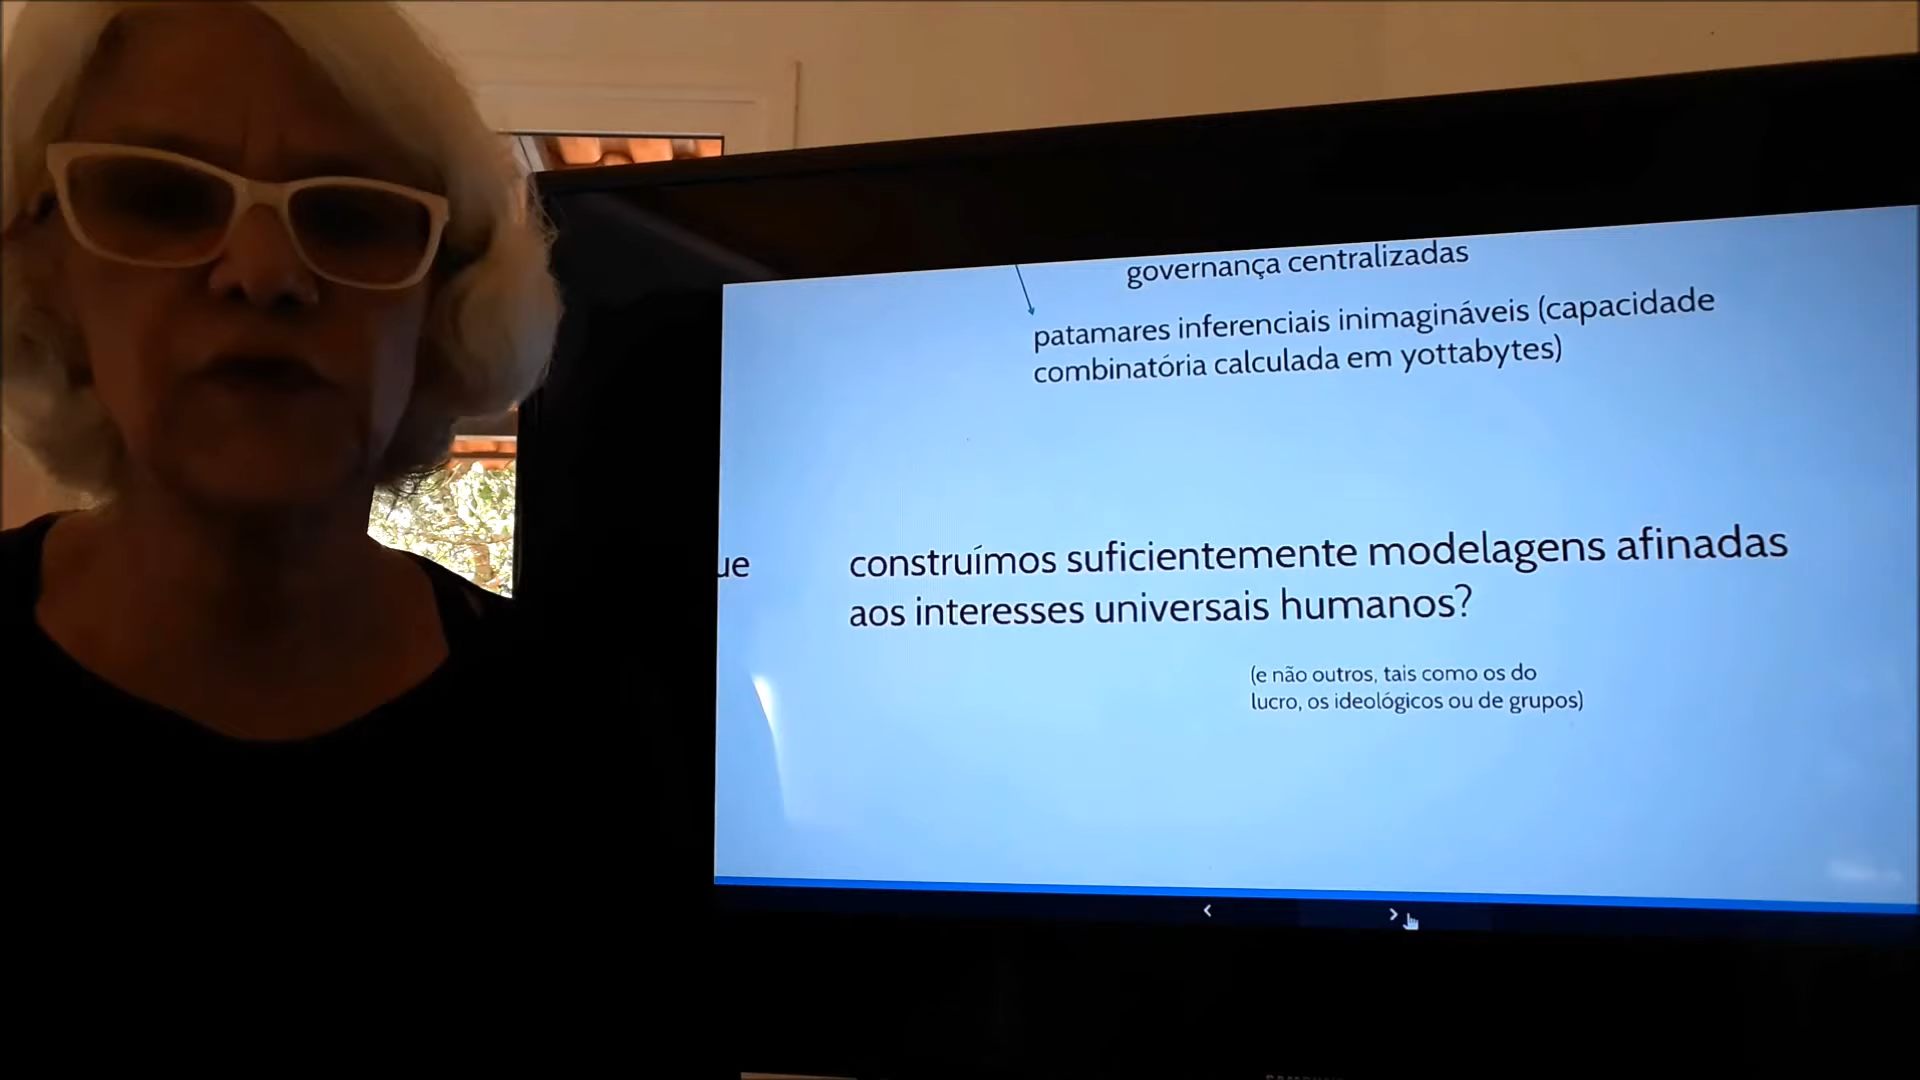 governança centralizadas
patamares inferenciais inimagináveis (capacidade
combinatória calculada em yottabytes)
ue
construímos suficientemente modelagens afinadas
aos interesses universais humanos?
(e não outros, tais como os do
lucro, os ideológicos ou de grupos)